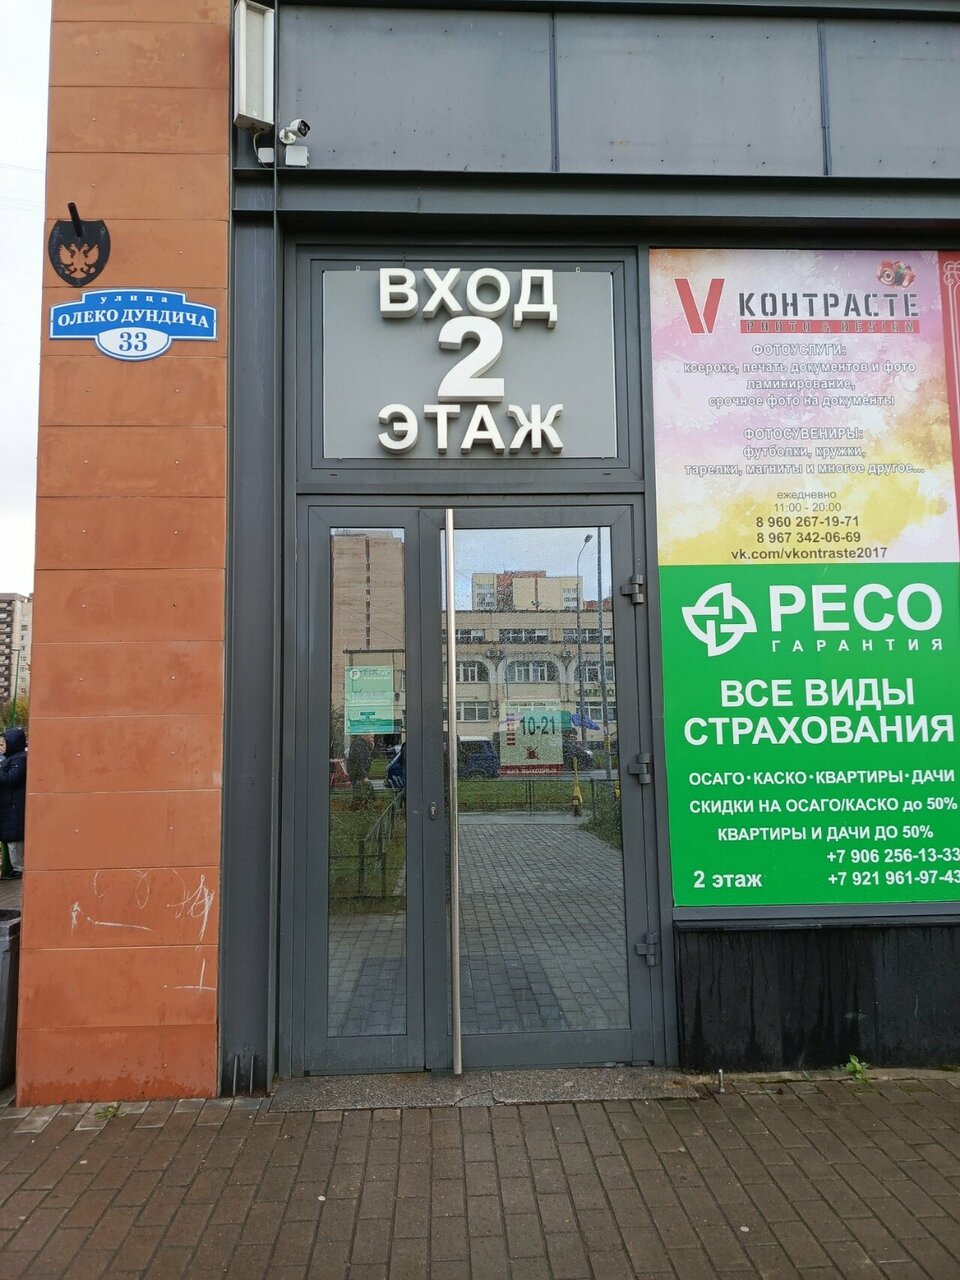 улица
ОЛЕКО ДУНДИЧА
33
ВХОД
2
ЭТАЖ
V КОНТРАСТЕ
PHOTO & DESIGN
ФОТОУСЛУГИ:
ксерокс, печать документов и фото
ламинирование,
срочное фото на документы
ФОТОСУВЕНИРЫ:
футболки, кружки,
тарелки, магниты и многое другое...
ежедневно
11:00 - 20:00
8 960 267-19-71
8 967 342-06-69
vk.com/vkontraste2017
РЕСО
ГАРАНТИЯ
ВСЕ ВИДЫ
СТРАХОВАНИЯ
ОСАГО·КАСКО·КВАРТИРЫ·ДАЧИ
СКИДКИ НА ОСАГО/КАСКО до 50%
КВАРТИРЫ И ДАЧИ ДО 50%
+7 906 256-13-33
2 этаж +7 921 961-97-43
10-21
БЕЗ ВЫХОДНЫХ